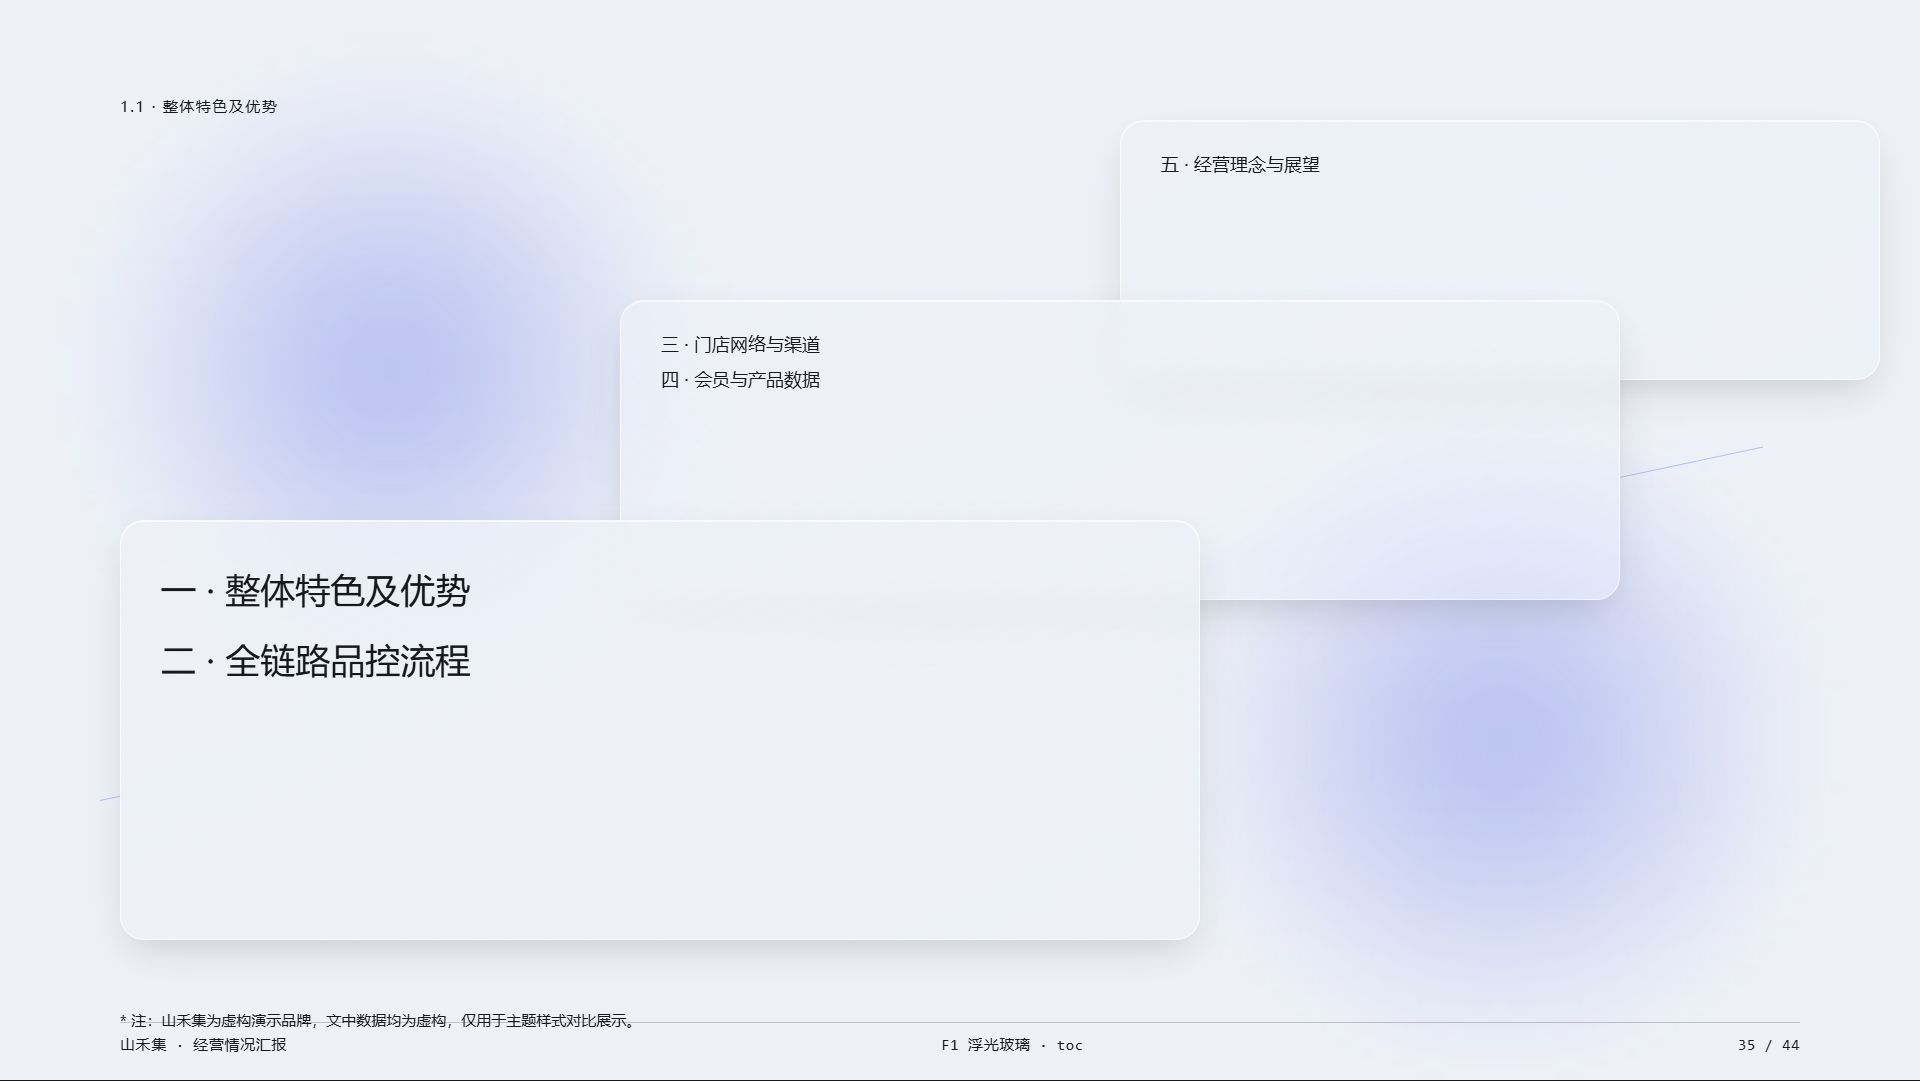 1.1 · 整体特色及优势
五 · 经营理念与展望
三 · 门店网络与渠道
四 · 会员与产品数据
一 · 整体特色及优势
二 · 全链路品控流程
* 注：山禾集为虚构演示品牌，文中数据均为虚构，仅用于主题样式对比展示。
山禾集 · 经营情况汇报
F1 浮光玻璃 · toc
35 / 44